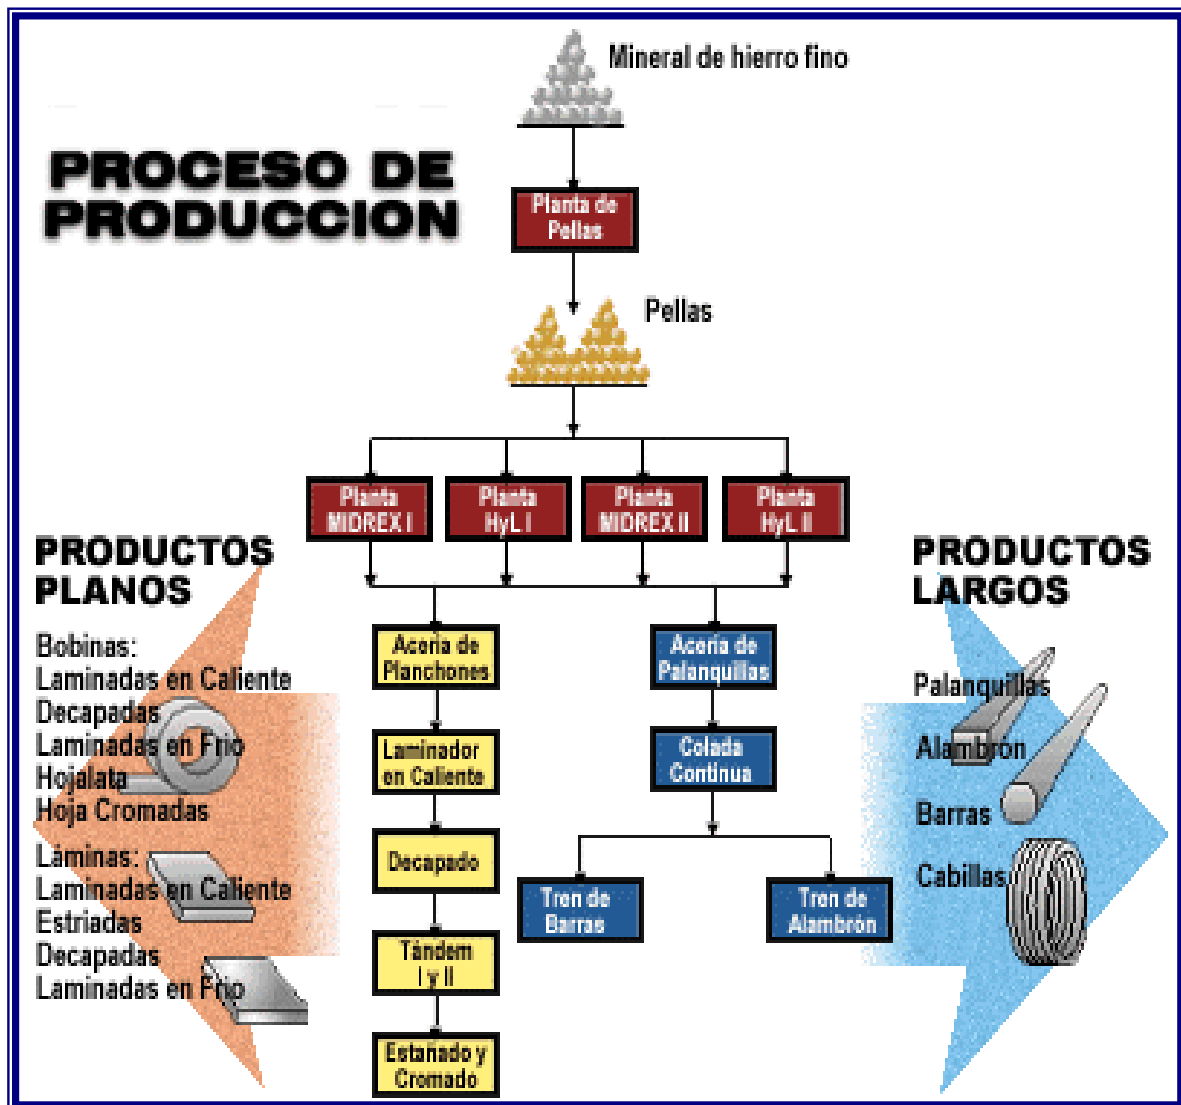 Mineral de hierro fino
PROCESO DE
PRODUCCION
Planta de
Pellas
Pellas
Planta
MIDREX I
Planta
HyL I
Planta
MIDREX II
Planta
HyL II
PRODUCTOS
PLANOS
Bobinas:
Laminadas en Caliente
Decapadas
Laminadas en Frio
Hojalata
Hoja Cromadas
Láminas:
Laminadas en Caliente
Estriadas
Decapadas
Laminadas en Frio
Acería de
Planchones
Laminador
en Caliente
Decapado
Tándem
I y II
Estañado y
Cromado
Acería de
Palanquillas
Colada
Continua
Tren de
Barras
Tren de
Alambrón
PRODUCTOS
LARGOS
Palanquillas
Alambrón
Barras
Cabillas